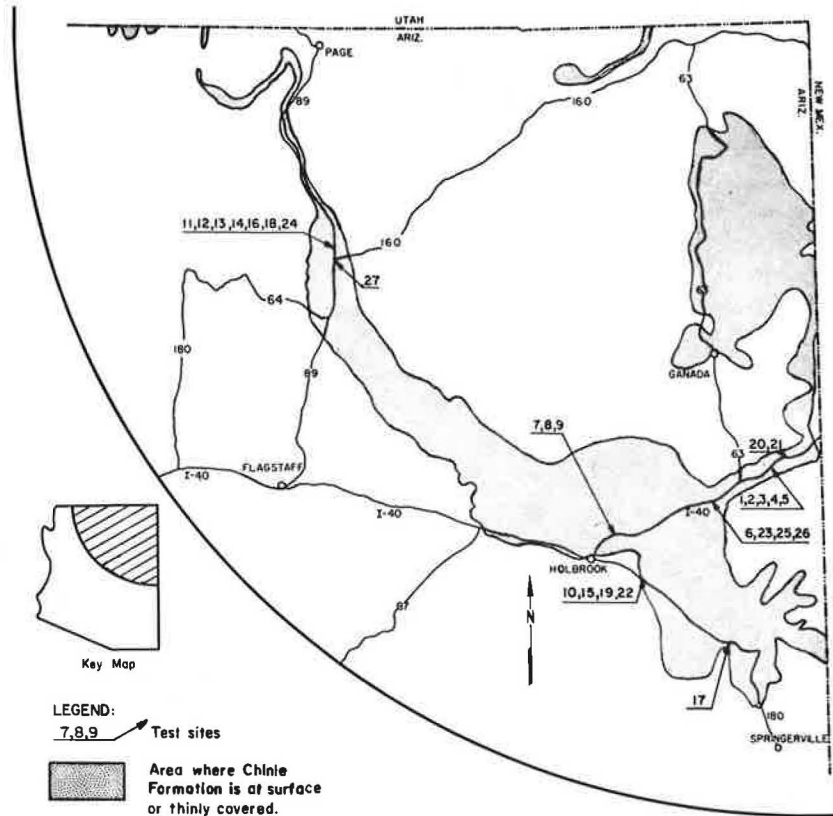 UTAH
ARIZ.
PAGE
89
160
63
ARIZ.
NEW MEX.
11,12,13,14,16,18,24
160
27
64
63
180
89
GANADA
7,8,9
63
20,21
FLAGSTAFF
I-40
1,2,3,4,5
I-40
I-40
6,23,25,26
HOLBROOK
87
10,15,19,22
N
Key Map
17
180
SPRINGERVILLE
LEGEND:
7,8,9 Test sites
Area where Chinle
Formation is at surface
or thinly covered.